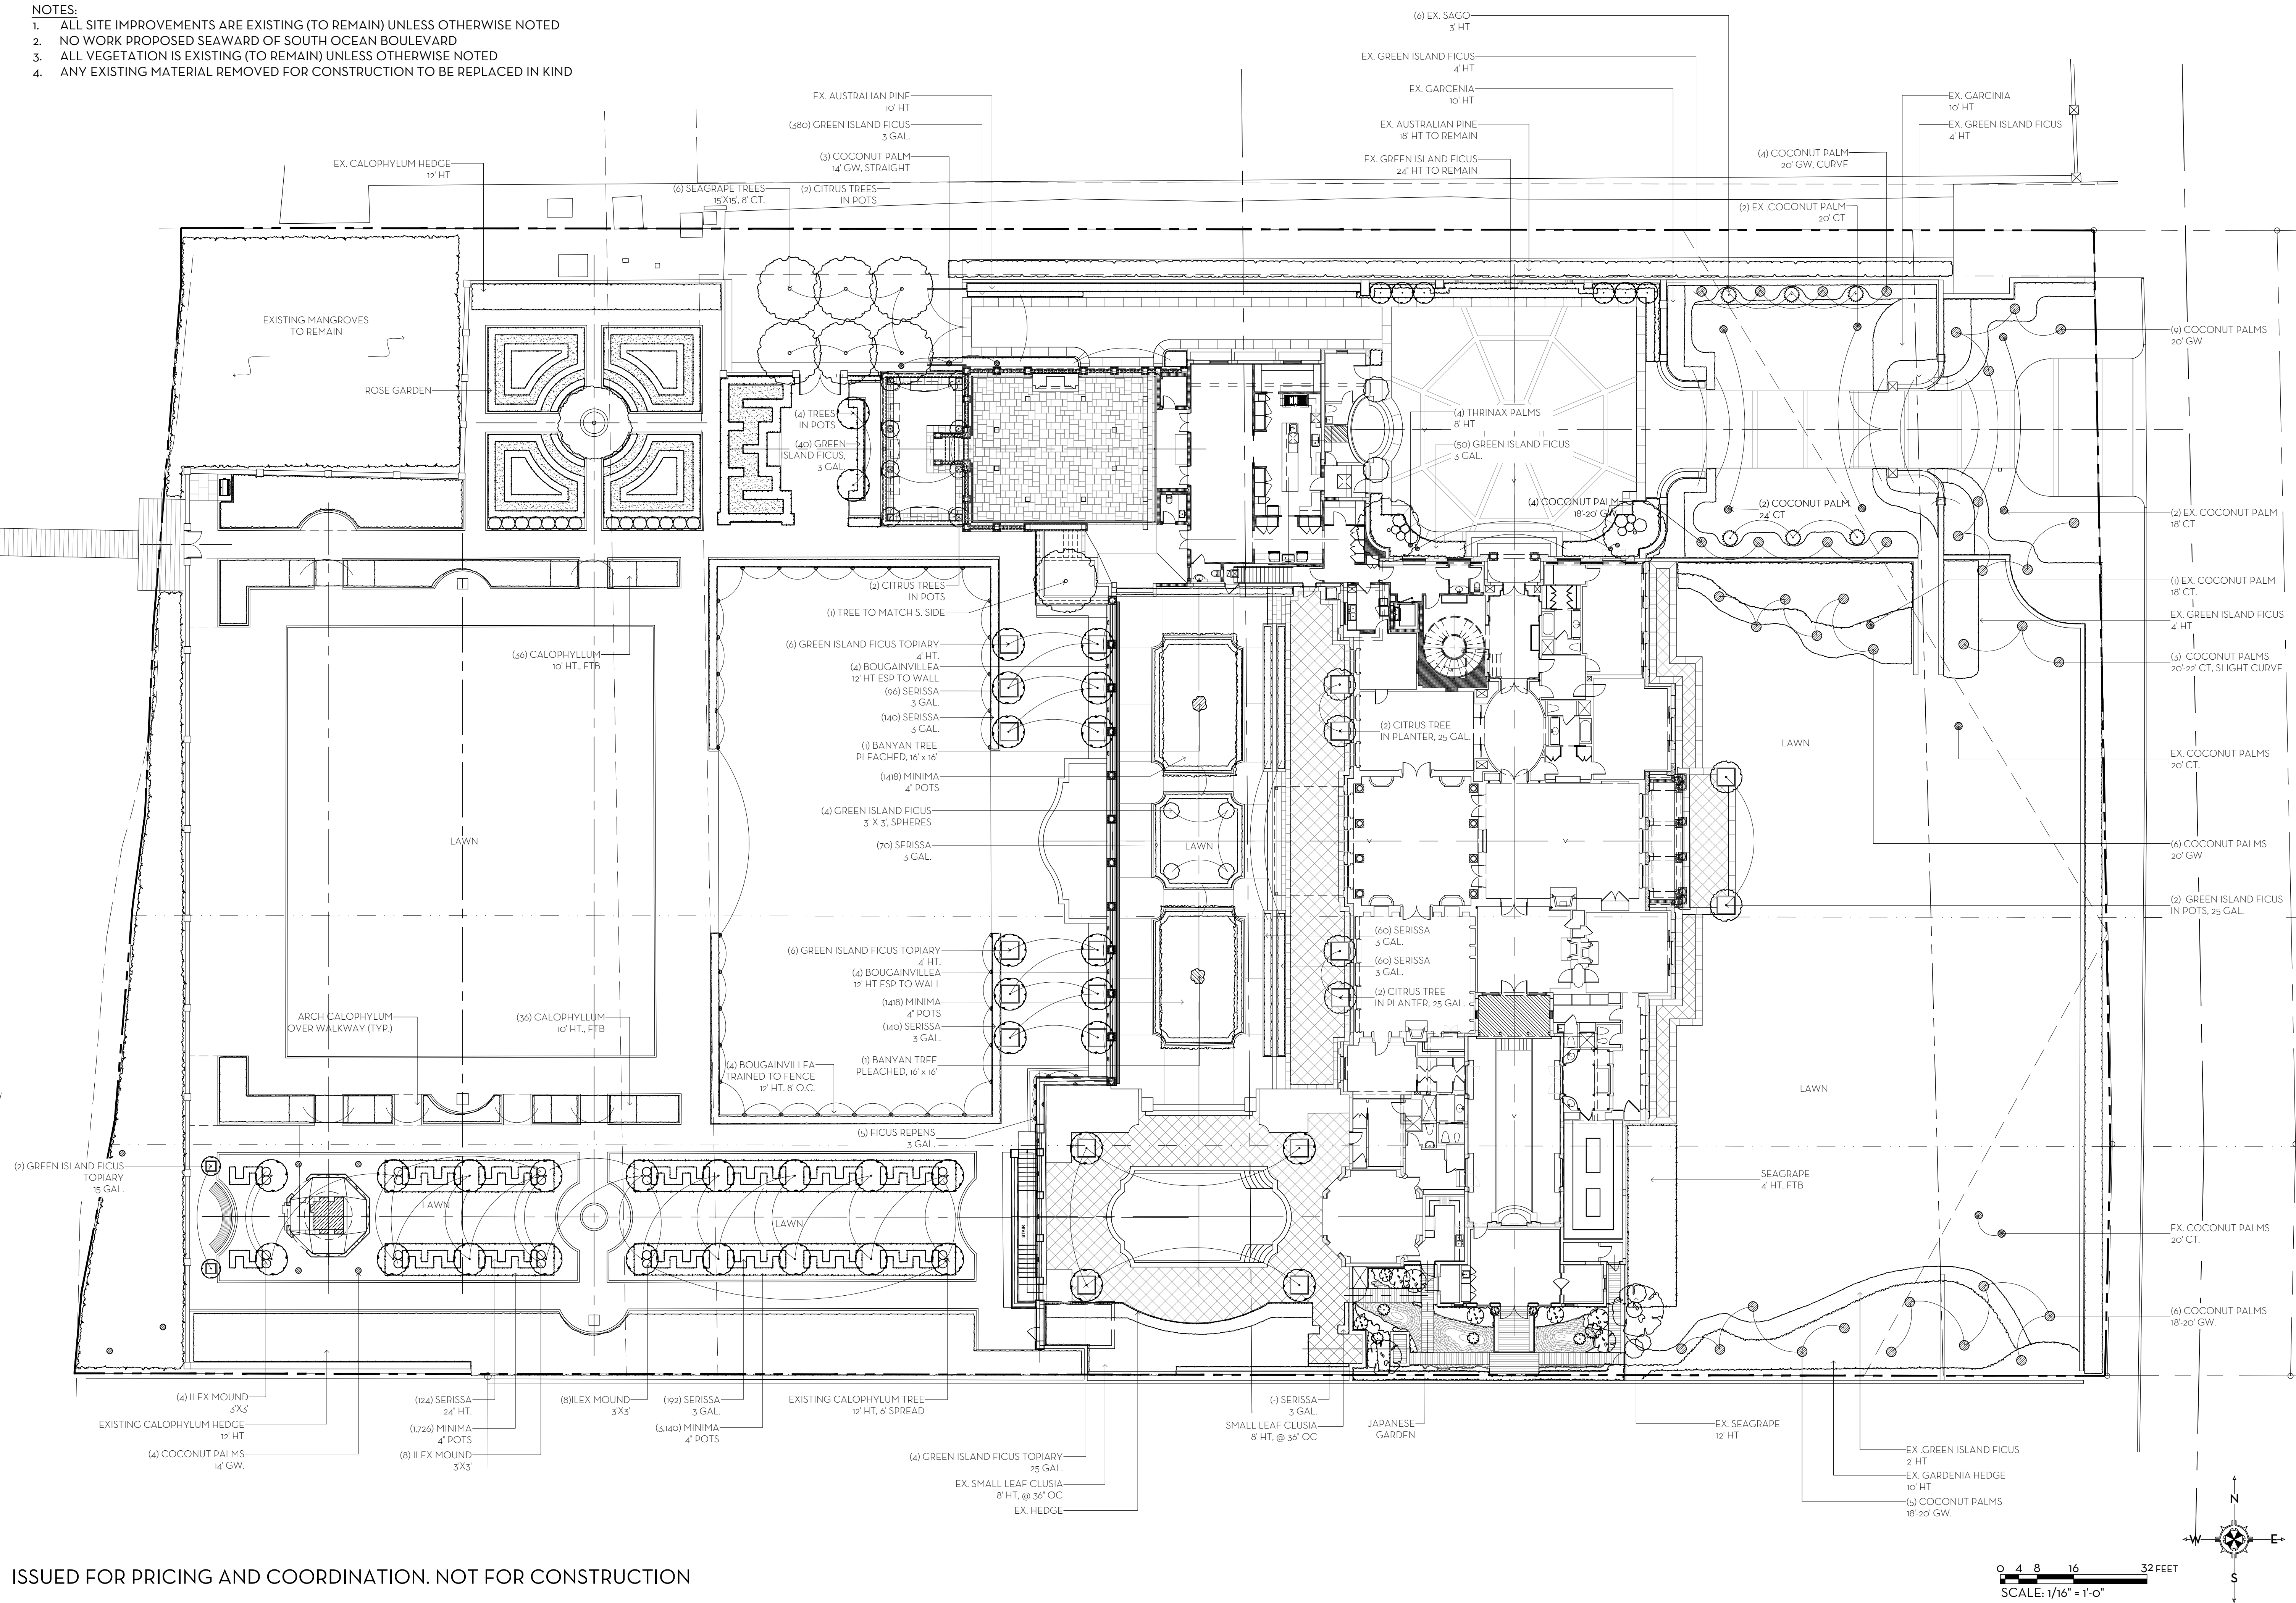 NOTES:
1. ALL SITE IMPROVEMENTS ARE EXISTING (TO REMAIN) UNLESS OTHERWISE NOTED
2. NO WORK PROPOSED SEAWARD OF SOUTH OCEAN BOULEVARD
3. ALL VEGETATION IS EXISTING (TO REMAIN) UNLESS OTHERWISE NOTED
4. ANY EXISTING MATERIAL REMOVED FOR CONSTRUCTION TO BE REPLACED IN KIND
(6) EX. SAGO
3' HT
EX. GREEN ISLAND FICUS
4' HT
EX. GARCENIA
10' HT
EX. AUSTRALIAN PINE
18' HT TO REMAIN
EX. GREEN ISLAND FICUS
24" HT TO REMAIN
EX. AUSTRALIAN PINE
10' HT
(380) GREEN ISLAND FICUS
3 GAL.
(3) COCONUT PALM
14' GW, STRAIGHT
EX. CALOPHYLUM HEDGE
12' HT
(6) SEAGRAPE TREES
15'X15', 8' CT.
(2) CITRUS TREES
IN POTS
EX. GARCINIA
10' HT
EX. GREEN ISLAND FICUS
4' HT
(4) COCONUT PALM
20' GW, CURVE
(2) EX .COCONUT PALM
20' CT
EXISTING MANGROVES
TO REMAIN
ROSE GARDEN
(4) TREES
IN POTS
(40) GREEN
ISLAND FICUS,
3 GAL.
(4) THRINAX PALMS
8' HT
(50) GREEN ISLAND FICUS
3 GAL.
(4) COCONUT PALM
18'-20' GW
(2) COCONUT PALM
24' CT
(9) COCONUT PALMS
20' GW
(2) EX. COCONUT PALM
18' CT
(1) EX. COCONUT PALM
18' CT.
EX. GREEN ISLAND FICUS
4' HT
(3) COCONUT PALMS
20'-22' CT, SLIGHT CURVE
EX. COCONUT PALMS
20' CT.
(6) COCONUT PALMS
20' GW
(2) GREEN ISLAND FICUS
IN POTS, 25 GAL.
EX. COCONUT PALMS
20' CT.
(6) COCONUT PALMS
18'-20' GW.
(2) CITRUS TREES
IN POTS
(1) TREE TO MATCH S. SIDE
(6) GREEN ISLAND FICUS TOPIARY
4' HT.
(4) BOUGAINVILLEA
12' HT ESP TO WALL
(96) SERISSA
3 GAL.
(140) SERISSA
3 GAL.
(1) BANYAN TREE
PLEACHED, 16' x 16'
(1418) MINIMA
4" POTS
(4) GREEN ISLAND FICUS
3' X 3', SPHERES
(70) SERISSA
3 GAL.
(36) CALOPHYLLUM
10' HT., FTB
LAWN
LAWN
LAWN
LAWN
(2) CITRUS TREE
IN PLANTER, 25 GAL.
(60) SERISSA
3 GAL.
(60) SERISSA
3 GAL.
(2) CITRUS TREE
IN PLANTER, 25 GAL.
(6) GREEN ISLAND FICUS TOPIARY
4' HT.
(4) BOUGAINVILLEA
12' HT ESP TO WALL
(1418) MINIMA
4" POTS
(140) SERISSA
3 GAL.
(1) BANYAN TREE
PLEACHED, 16' x 16'
ARCH CALOPHYLUM
OVER WALKWAY (TYP.)
(36) CALOPHYLLUM
10' HT., FTB
(4) BOUGAINVILLEA
TRAINED TO FENCE
12' HT. 8' O.C.
(5) FICUS REPENS
3 GAL.
(2) GREEN ISLAND FICUS
TOPIARY
15 GAL.
LAWN
LAWN
STAIR
SEAGRAPE
4' HT. FTB
(4) ILEX MOUND
3'X3'
EXISTING CALOPHYLUM HEDGE
12' HT
(4) COCONUT PALMS
14' GW.
(124) SERISSA
24" HT.
(1,726) MINIMA
4" POTS
(8) ILEX MOUND
3'X3'
(8)ILEX MOUND
3'X3'
(192) SERISSA
3 GAL.
(3,140) MINIMA
4" POTS
EXISTING CALOPHYLUM TREE
12' HT, 6' SPREAD
(4) GREEN ISLAND FICUS TOPIARY
25 GAL.
EX. SMALL LEAF CLUSIA
8' HT, @ 36" OC
EX. HEDGE
(-) SERISSA
3 GAL.
SMALL LEAF CLUSIA
8' HT, @ 36" OC
JAPANESE
GARDEN
EX. SEAGRAPE
12' HT
EX .GREEN ISLAND FICUS
2' HT
EX. GARDENIA HEDGE
10' HT
(5) COCONUT PALMS
18'-20' GW.
N
W E
S
0 4 8 16 32 FEET
SCALE: 1/16" = 1'-0"
ISSUED FOR PRICING AND COORDINATION. NOT FOR CONSTRUCTION